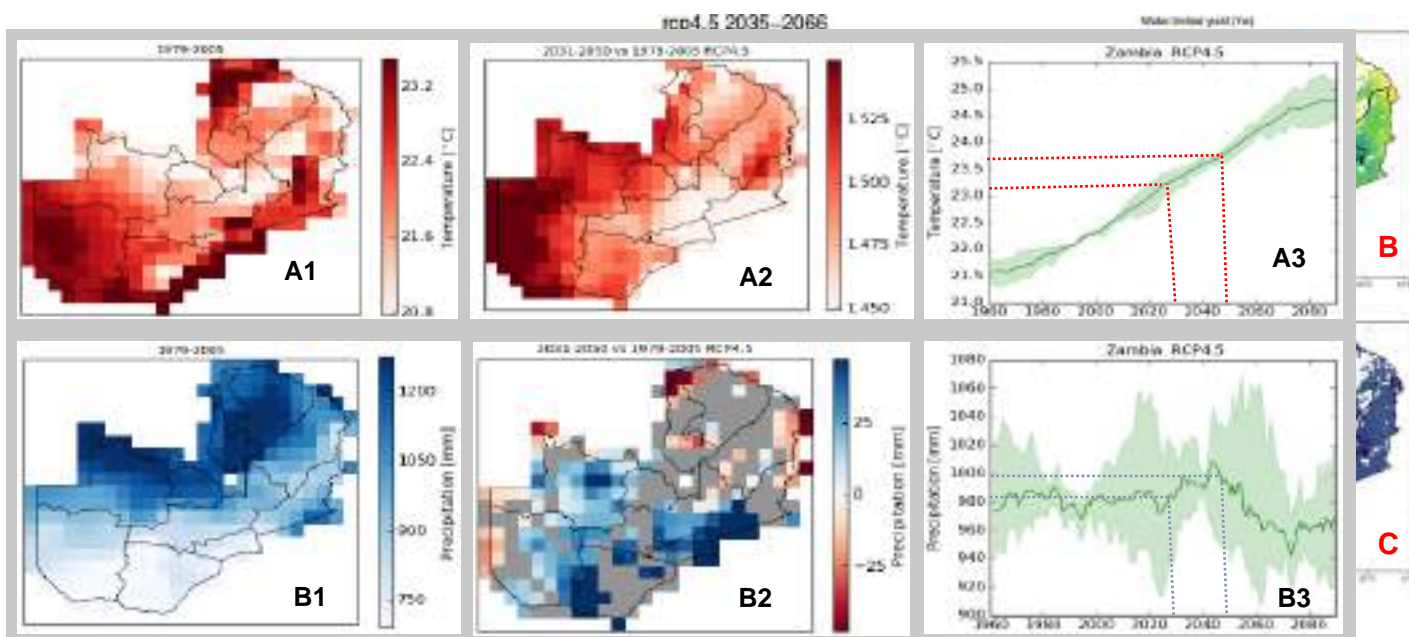 rcp4.5 2035-2066
Water limited yield (Yw)
1979-2005
23.2
22.4
21.6
20.8
Temperature [°C]
A1
2031-2050 vs 1979-2005 RCP4.5
1.525
1.500
1.475
1.450
Temperature [°C]
A2
Zambia RCP4.5
25.5
25.0
24.5
24.0
23.5
23.0
22.5
22.0
21.5
21.0
Temperature [°C]
1960 1980 2000 2020 2040 2060 2080
A3
B
1979-2005
1200
1050
900
750
Precipitation [mm]
B1
2031-2050 vs 1979-2005 RCP4.5
25
0
−25
Precipitation [mm]
B2
Zambia RCP4.5
1080
1060
1040
1020
1000
980
960
940
920
900
Precipitation [mm]
1960 1980 2000 2020 2040 2060 2080
B3
C